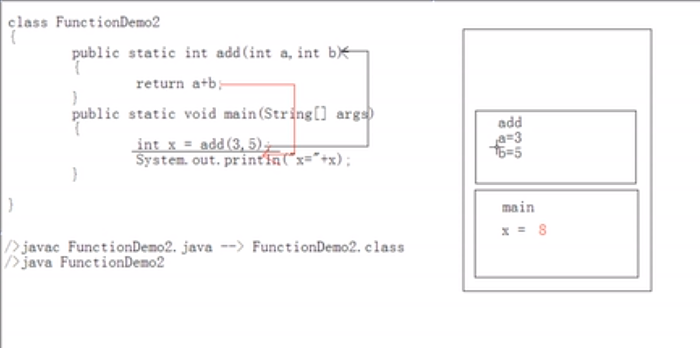 class FunctionDemo2
{
public static int add(int a,int b)
{
return a+b;
}
public static void main(String[] args)
{
int x = add(3,5);
System.out.println("x="+x);
}
}
/>javac FunctionDemo2.java --> FunctionDemo2.class
/>java FunctionDemo2
add
a=3
b=5
main
x = 8